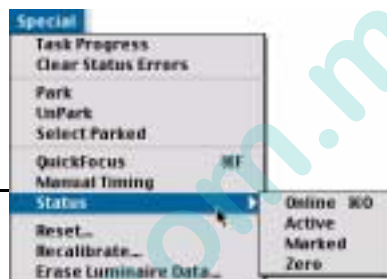 Special
Task Progress
Clear Status Errors
Park
UnPark
Select Parked
QuickFocus ⌘F
Manual Timing
Status
Online ⌘O
Active
Marked
Zero
Reset...
Recalibrate...
Erase Luminaire Data...
om.m